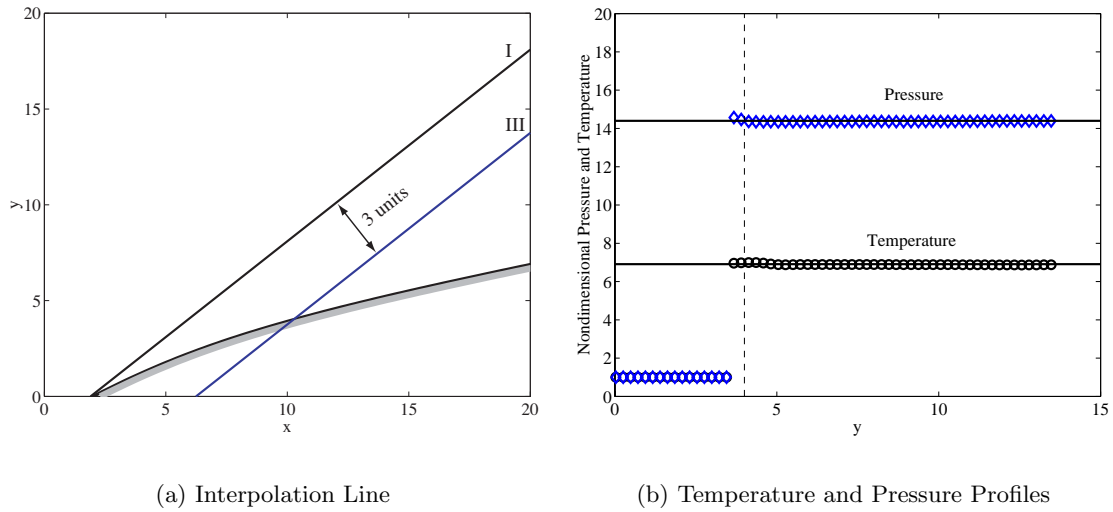 20
15
10
5
0
y
0
5
10
15
20
x
I
III
3 units
(a) Interpolation Line
20
18
16
14
12
10
8
6
4
2
0
Nondimensional Pressure and Temperature
0
5
10
15
y
Pressure
Temperature
(b) Temperature and Pressure Profiles